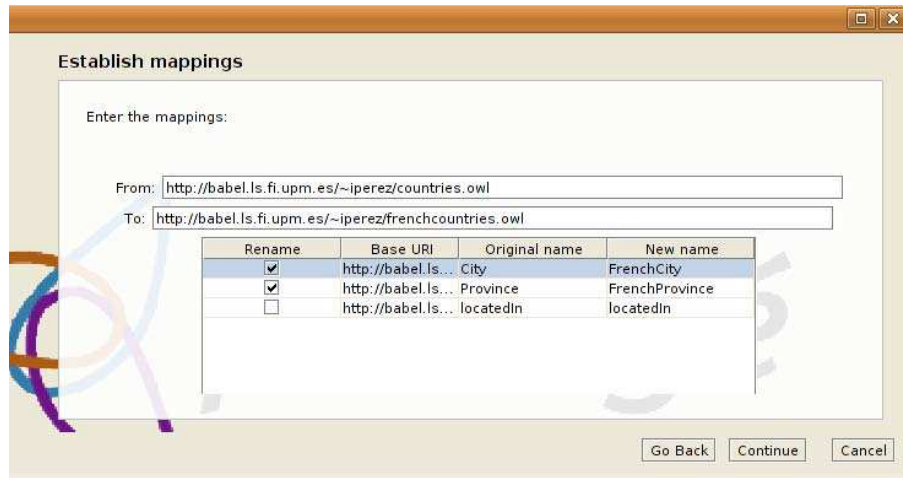 Establish mappings
Enter the mappings:
From: http://babel.ls.fi.upm.es/~iperez/countries.owl
To: http://babel.ls.fi.upm.es/~iperez/frenchcountries.owl
Rename Base URI Original name New name
http://babel.ls... City FrenchCity
http://babel.ls... Province FrenchProvince
http://babel.ls... locatedIn locatedIn
Go Back Continue Cancel